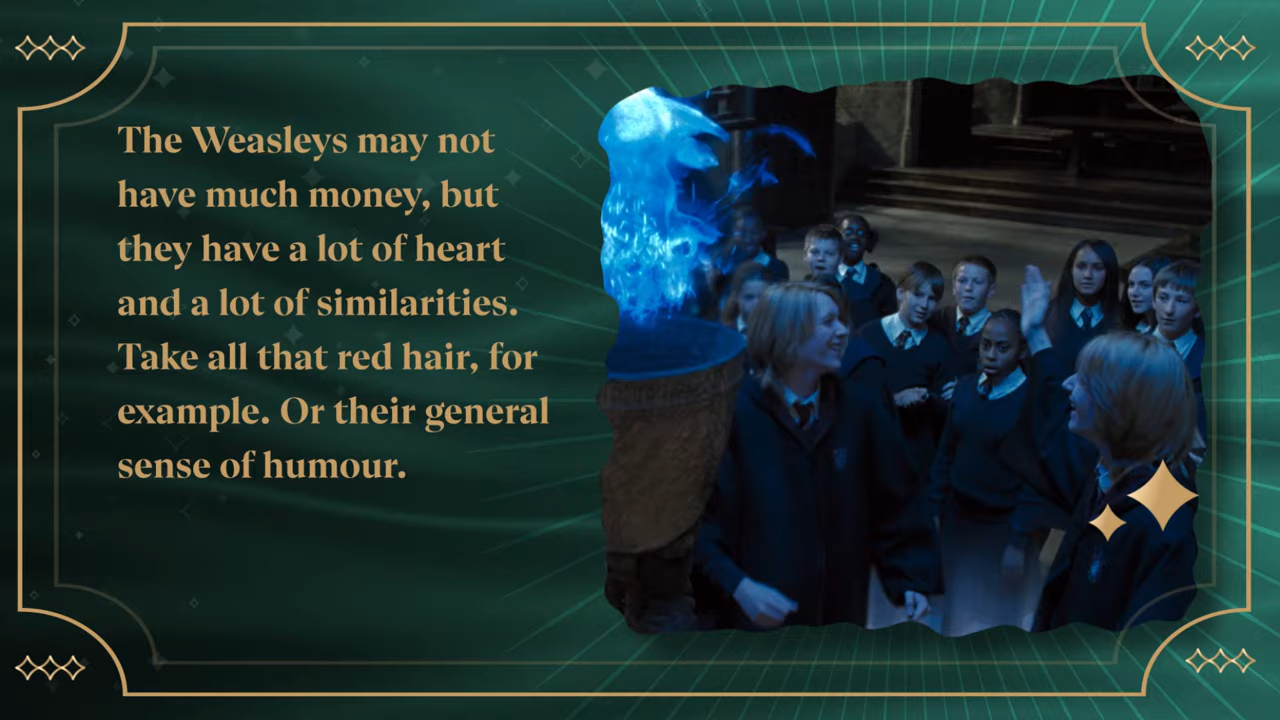 The Weasleys may not
have much money, but
they have a lot of heart
and a lot of similarities.
Take all that red hair, for
example. Or their general
sense of humour.